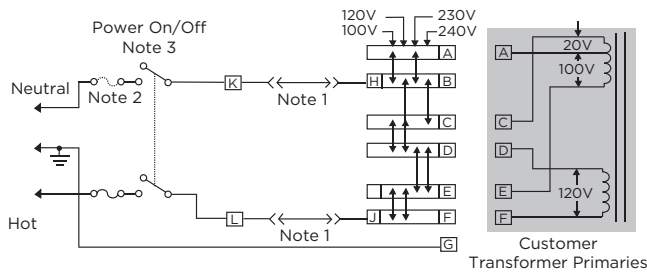 Power On/Off
Note 3
Neutral
Note 2
K
Note 1
Hot
L
Note 1
120V
100V
230V
240V
A
H
B
C
D
E
J
F
G
A
20V
100V
C
D
E
120V
F
Customer
Transformer Primaries